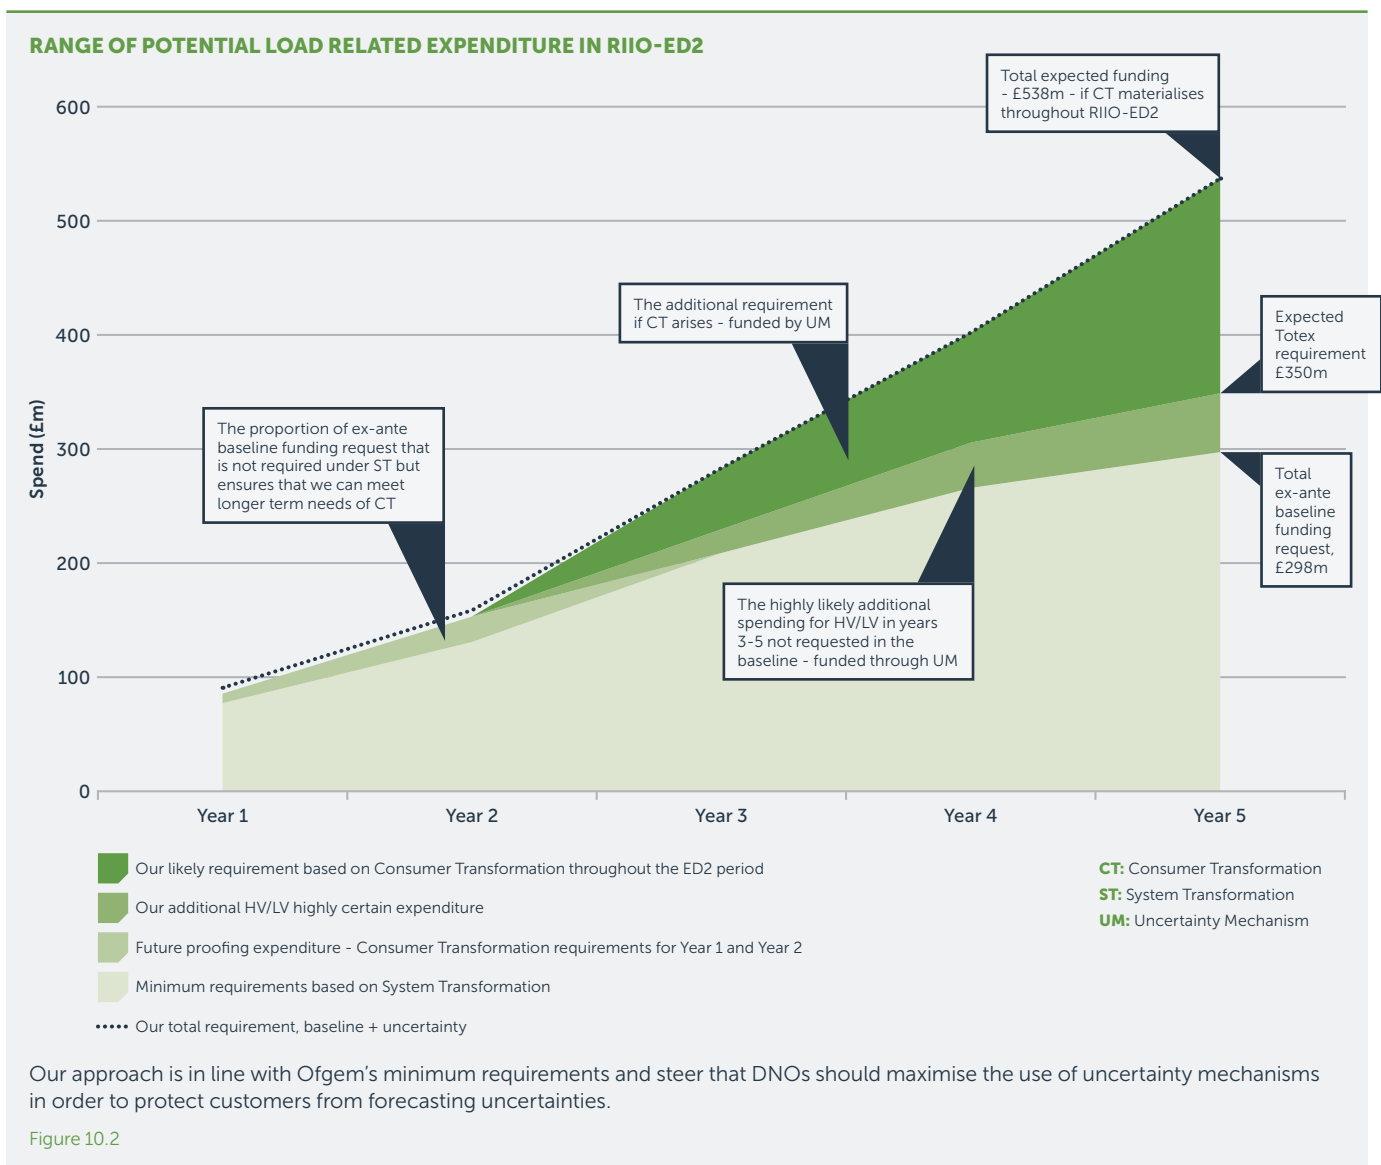 RANGE OF POTENTIAL LOAD RELATED EXPENDITURE IN RIIO-ED2
Total expected funding
- £538m - if CT materialises
throughout RIIO-ED2
The additional requirement
if CT arises - funded by UM
Expected
Totex
requirement
£350m
The proportion of ex-ante
baseline funding request that
is not required under ST but
ensures that we can meet
longer term needs of CT
Total
ex-ante
baseline
funding
request,
£298m
The highly likely additional
spending for HV/LV in years
3-5 not requested in the
baseline - funded through UM
Spend (£m)
600
500
400
300
200
100
0
Year 1
Year 2
Year 3
Year 4
Year 5
Our likely requirement based on Consumer Transformation throughout the ED2 period
Our additional HV/LV highly certain expenditure
Future proofing expenditure - Consumer Transformation requirements for Year 1 and Year 2
Minimum requirements based on System Transformation
Our total requirement, baseline + uncertainty
CT: Consumer Transformation
ST: System Transformation
UM: Uncertainty Mechanism
Our approach is in line with Ofgem's minimum requirements and steer that DNOs should maximise the use of uncertainty mechanisms
in order to protect customers from forecasting uncertainties.
Figure 10.2